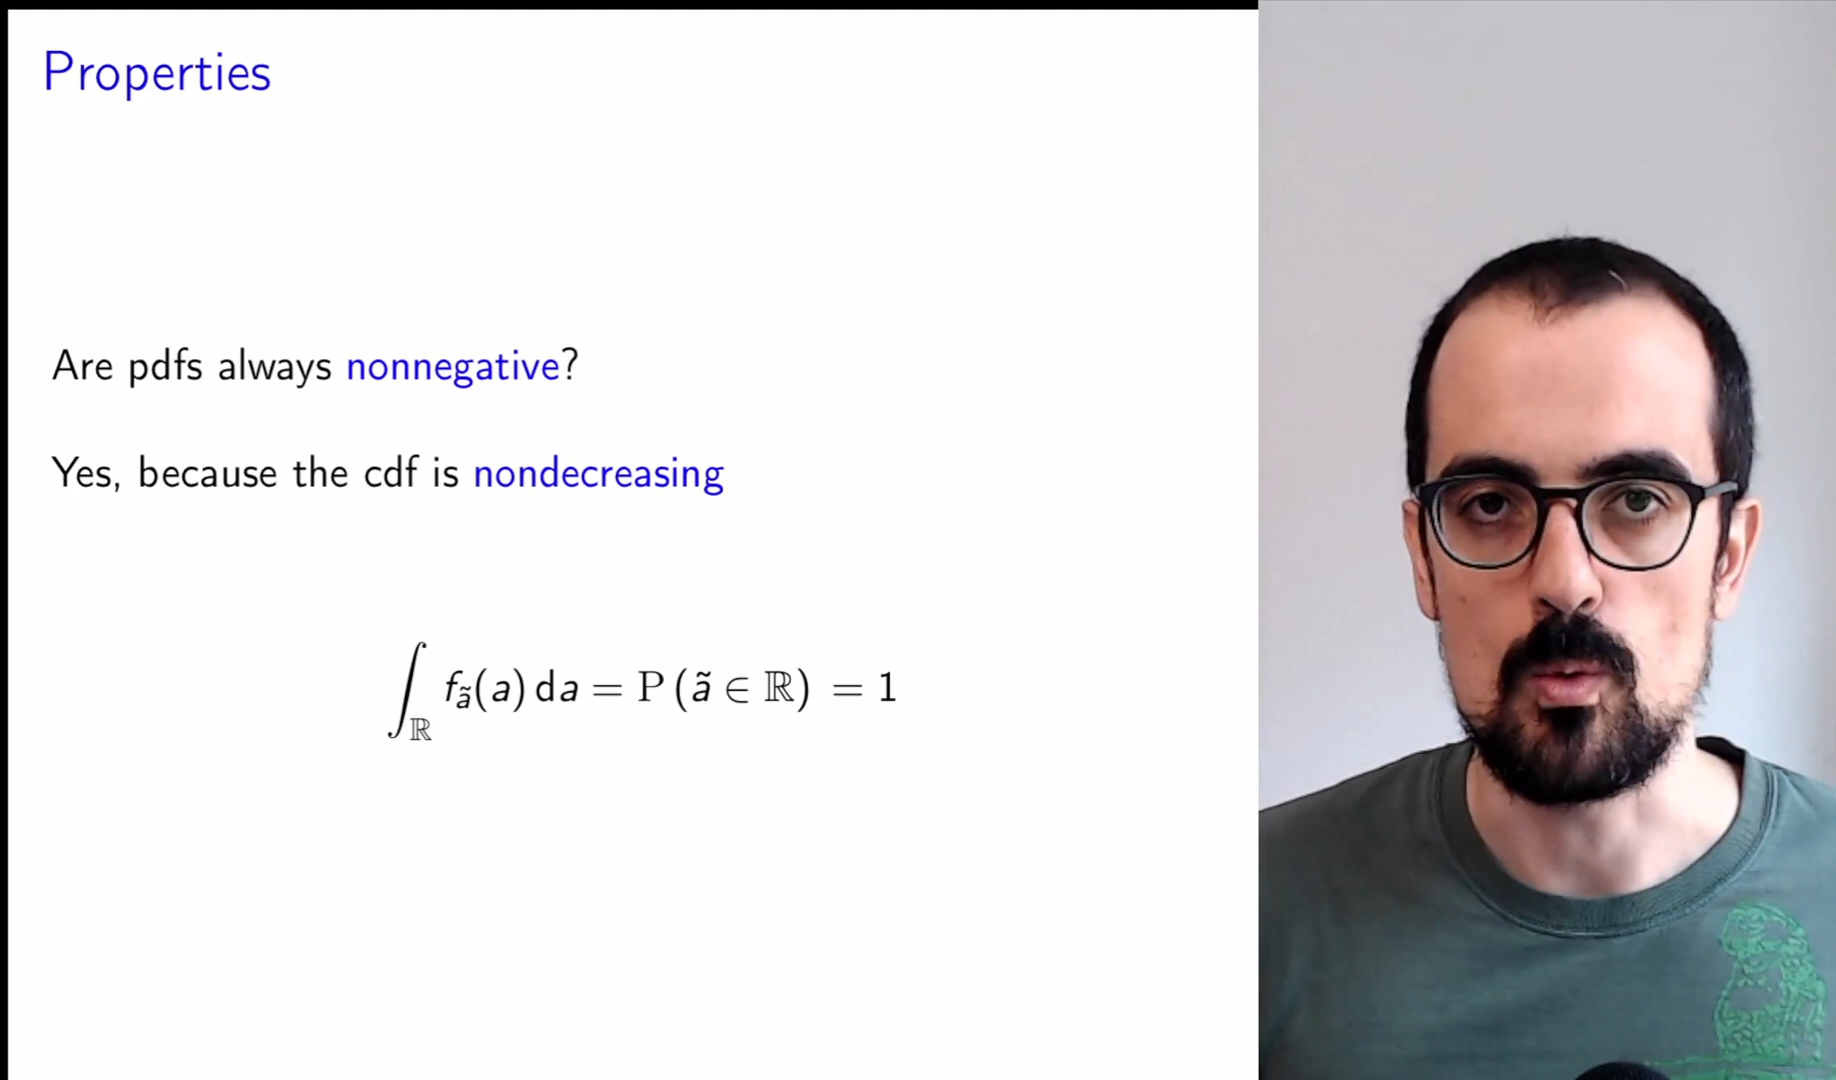 Properties
Are pdfs always nonnegative?
Yes, because the cdf is nondecreasing
∫_ℝ f_ã(a) da = P (ã ∈ ℝ) = 1